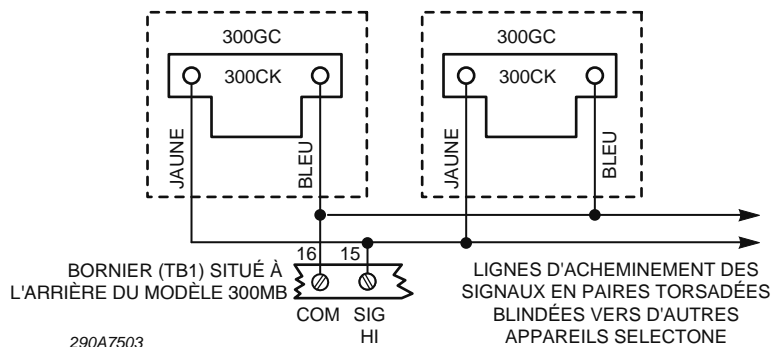 300GC
300GC
300CK
300CK
JAUNE
BLEU
JAUNE
BLEU
16
15
BORNIER (TB1) SITUÉ À
L'ARRIÈRE DU MODÈLE 300MB
COM
SIG
HI
LIGNES D'ACHEMINEMENT DES
SIGNAUX EN PAIRES TORSADÉES
BLINDÉES VERS D'AUTRES
APPAREILS SELECTONE
290A7503